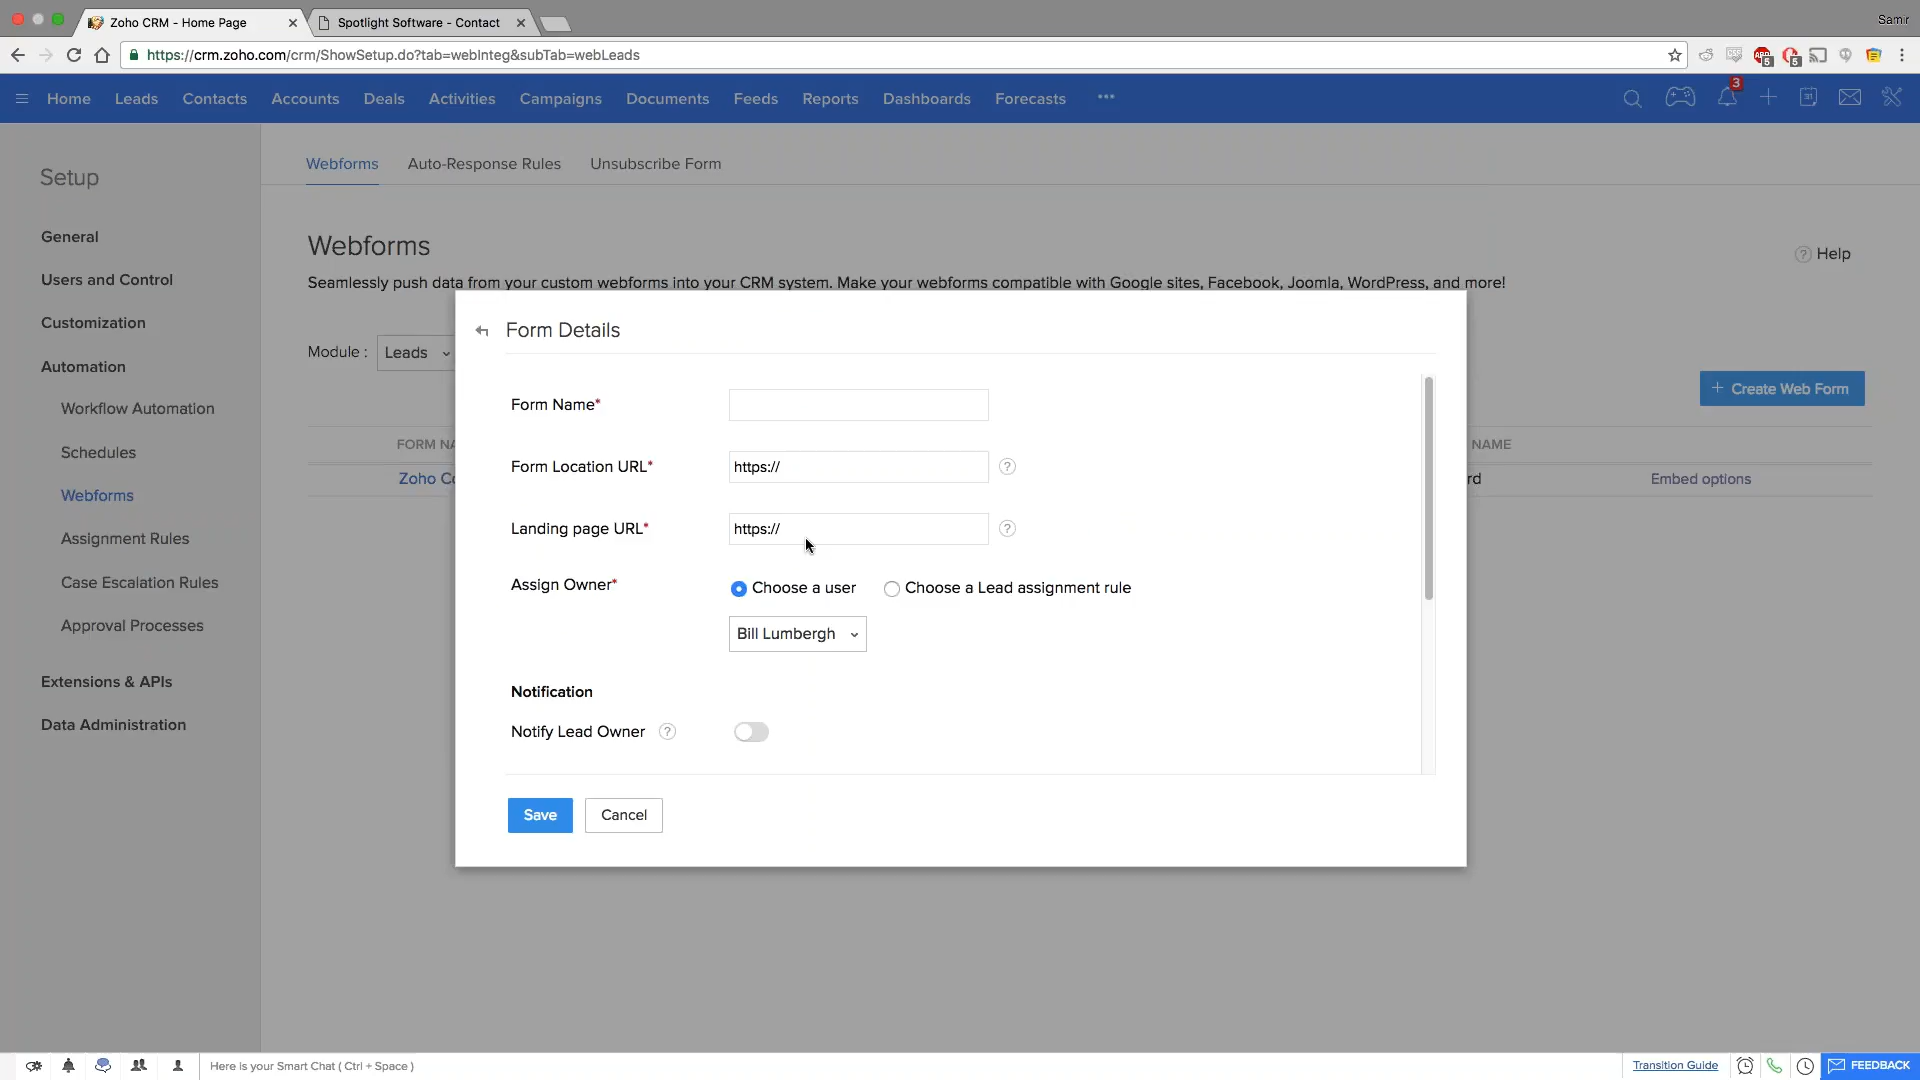 Zoho CRM - Home Page
Spotlight Software - Contact
Samir
https://crm.zoho.com/crm/ShowSetup.do?tab=webInteg&subTab=webLeads
5
5
Home Leads Contacts Accounts Deals Activities Campaigns Documents Feeds Reports Dashboards Forecasts ••• 3
Setup
General
Users and Control
Customization
Automation
Workflow Automation
Schedules
Webforms
Assignment Rules
Case Escalation Rules
Approval Processes
Extensions & APIs
Data Administration
Webforms Auto-Response Rules Unsubscribe Form
Webforms
? Help
Seamlessly push data from your custom webforms into your CRM system. Make your webforms compatible with Google sites, Facebook, Joomla, WordPress, and more!
Module : Leads
+ Create Web Form
FORM NA
NAME
Zoho Co
rd
Embed options
Form Details
Form Name*
Form Location URL* https:// ?
Landing page URL* https:// ?
Assign Owner* Choose a user Choose a Lead assignment rule
Bill Lumbergh
Notification
Notify Lead Owner ?
Save Cancel
Here is your Smart Chat ( Ctrl + Space )
Transition Guide
FEEDBACK